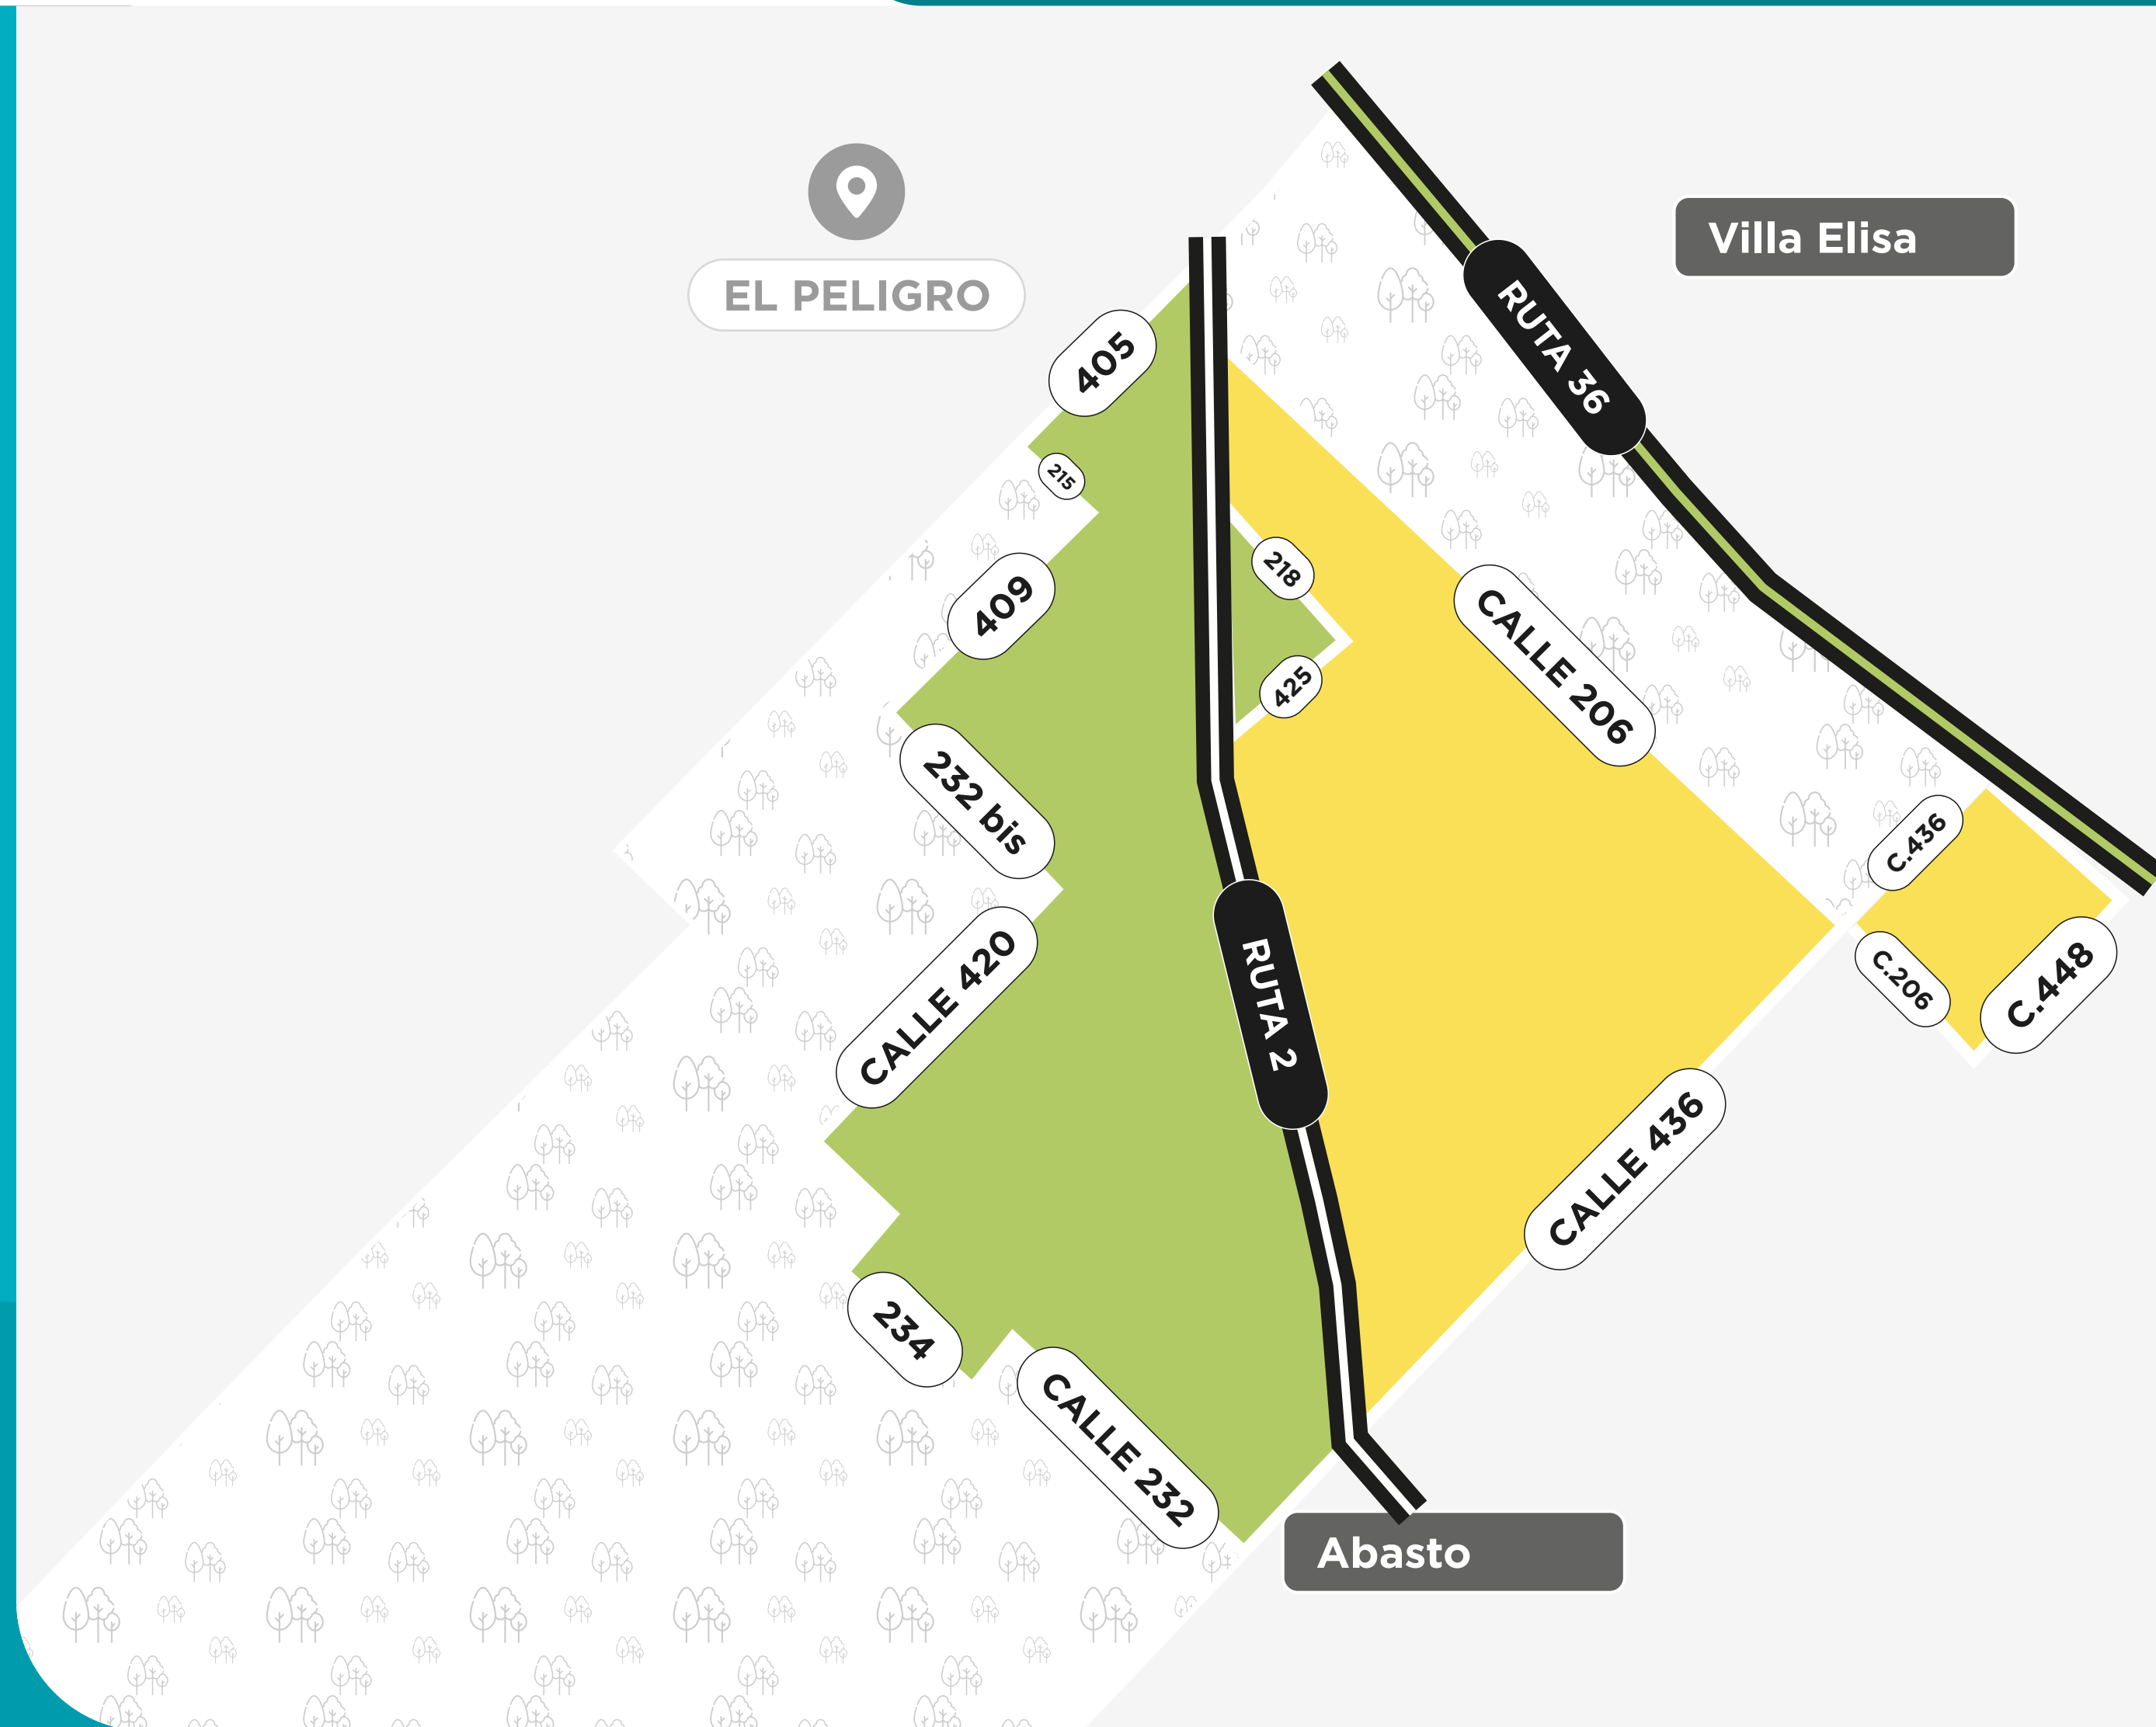 Villa Elisa
EL PELIGRO
RUTA 36
405
215
409
218
425
CALLE 206
232 bis
C.436
CALLE 420
C.206
C.448
RUTA 2
CALLE 436
234
CALLE 232
Abasto